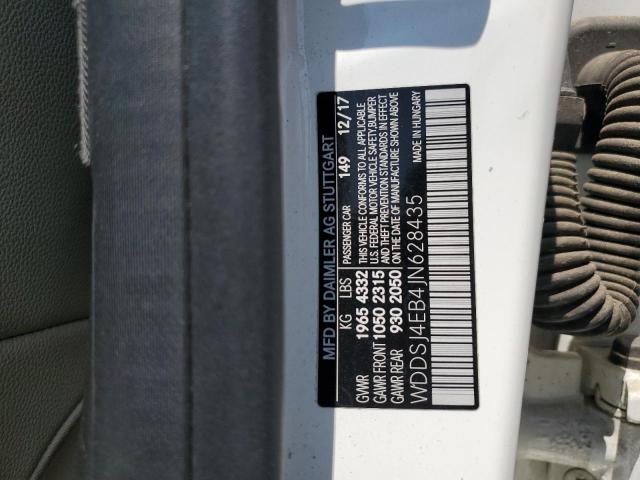 MFD BY DAIMLER AG STUTTGART
KG LBS PASSENGER CAR 149 12/17
GVWR 1965 4332 THIS VEHICLE CONFORMS TO ALL APPLICABLE
GAWR FRONT 1050 2315 U.S. FEDERAL MOTOR VEHICLE SAFETY,BUMPER
AND THEFT PREVENTION STANDARDS IN EFFECT
GAWR REAR 930 2050 ON THE DATE OF MANUFACTURE SHOWN ABOVE
MADE IN HUNGARY
WDDSJ4EB4JN628435